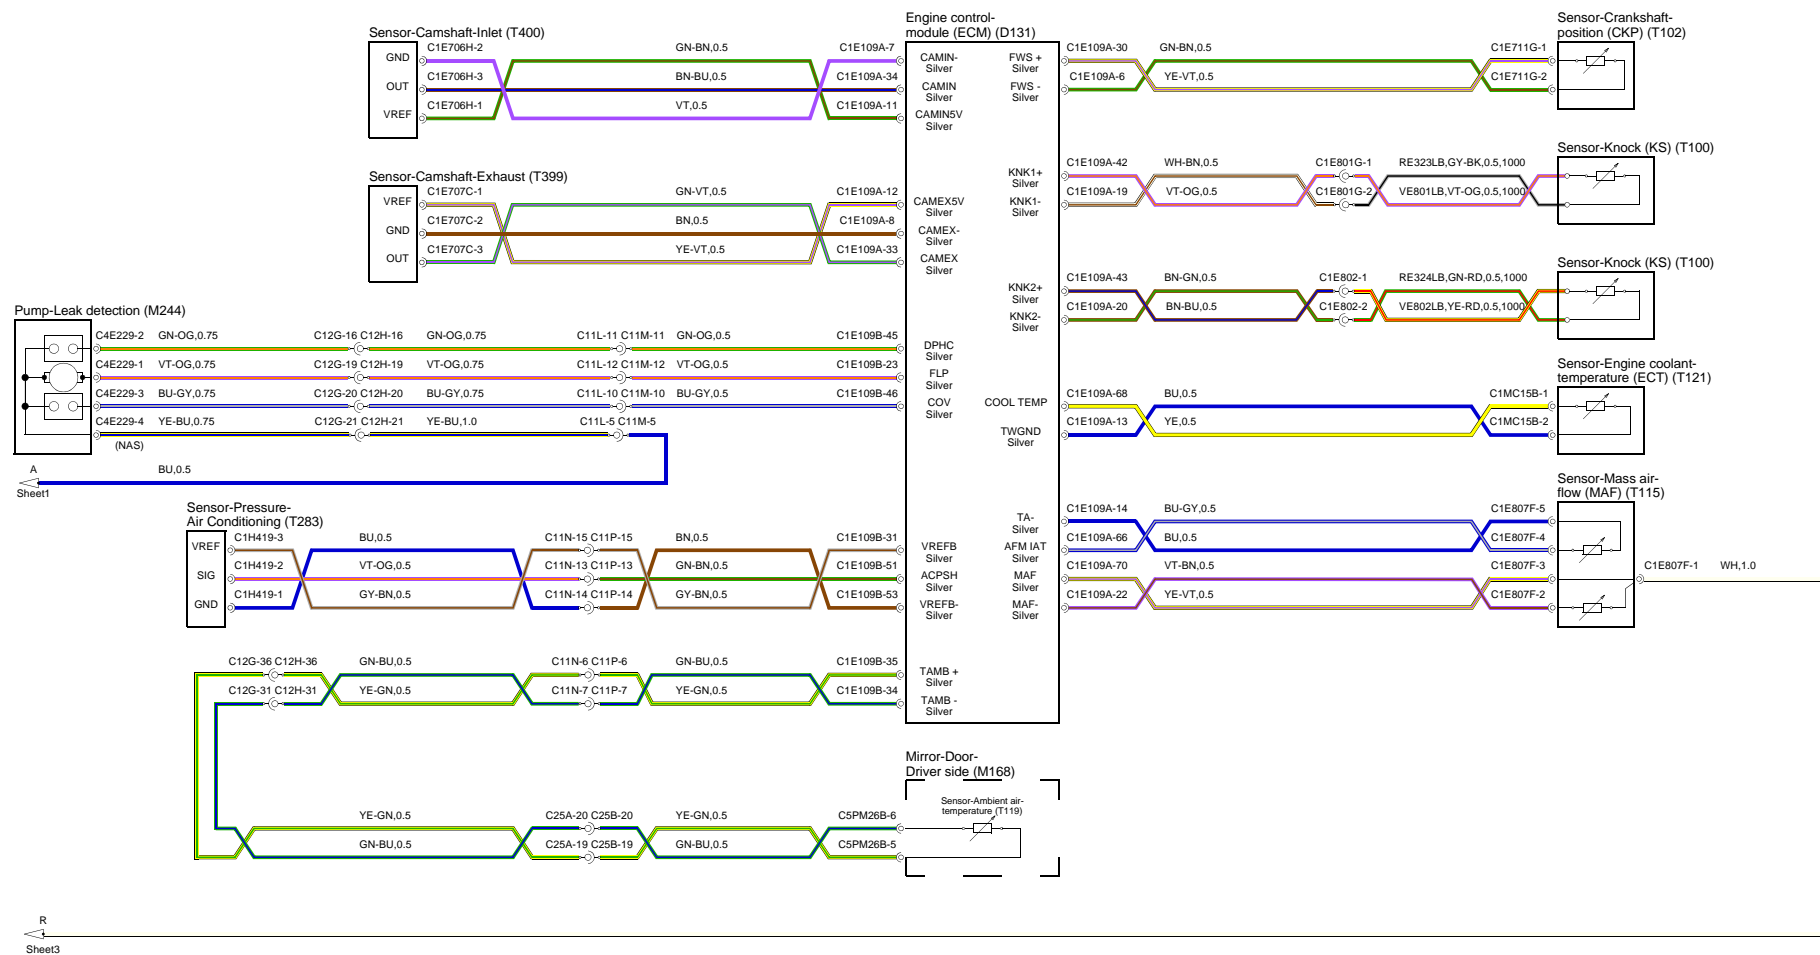 Sensor-Camshaft-Inlet (T400)
GND
OUT
VREF
C1E706H-2 GN-BN,0.5 C1E109A-7
C1E706H-3 BN-BU,0.5 C1E109A-34
C1E706H-1 VT,0.5 C1E109A-11
Sensor-Camshaft-Exhaust (T399)
VREF
GND
OUT
C1E707C-1 GN-VT,0.5 C1E109A-12
C1E707C-2 BN,0.5 C1E109A-8
C1E707C-3 YE-VT,0.5 C1E109A-33
Pump-Leak detection (M244)
C4E229-2 GN-OG,0.75 C12G-16 C12H-16 GN-OG,0.75 C11L-11 C11M-11 GN-OG,0.5 C1E109B-45
C4E229-1 VT-OG,0.75 C12G-19 C12H-19 VT-OG,0.75 C11L-12 C11M-12 VT-OG,0.5 C1E109B-23
C4E229-3 BU-GY,0.75 C12G-20 C12H-20 BU-GY,0.75 C11L-10 C11M-10 BU-GY,0.5 C1E109B-46
C4E229-4 YE-BU,0.75 C12G-21 C12H-21 YE-BU,1.0 C11L-5 C11M-5
(NAS)
A BU,0.5
Sheet1
Sensor-Pressure-
Air Conditioning (T283)
VREF
SIG
GND
C1H419-3 BU,0.5 C11N-15 C11P-15 BN,0.5 C1E109B-31
C1H419-2 VT-OG,0.5 C11N-13 C11P-13 GN-BN,0.5 C1E109B-51
C1H419-1 GY-BN,0.5 C11N-14 C11P-14 GY-BN,0.5 C1E109B-53
C12G-36 C12H-36 GN-BU,0.5 C11N-6 C11P-6 GN-BU,0.5 C1E109B-35
C12G-31 C12H-31 YE-GN,0.5 C11N-7 C11P-7 YE-GN,0.5 C1E109B-34
YE-GN,0.5 C25A-20 C25B-20 YE-GN,0.5 C5PM26B-6
GN-BU,0.5 C25A-19 C25B-19 GN-BU,0.5 C5PM26B-5
Engine control-
module (ECM) (D131)
CAMIN-
Silver
CAMIN
Silver
CAMIN5V
Silver
CAMEX5V
Silver
CAMEX-
Silver
CAMEX
Silver
DPHC
Silver
FLP
Silver
COV
Silver
VREFB
Silver
ACPSH
Silver
VREFB-
Silver
TAMB +
Silver
TAMB -
Silver
FWS +
Silver
FWS -
Silver
KNK1+
Silver
KNK1-
Silver
KNK2+
Silver
KNK2-
Silver
COOL TEMP
TWGND
Silver
TA-
Silver
AFM IAT
Silver
MAF
Silver
MAF-
Silver
Mirror-Door-
Driver side (M168)
Sensor-Ambient air-
temperature (T119)
Sensor-Crankshaft-
position (CKP) (T102)
C1E109A-30 GN-BN,0.5 C1E711G-1
C1E109A-6 YE-VT,0.5 C1E711G-2
Sensor-Knock (KS) (T100)
C1E109A-42 WH-BN,0.5 C1E801G-1 RE323LB,GY-BK,0.5,1000
C1E109A-19 VT-OG,0.5 C1E801G-2 VE801LB,VT-OG,0.5,1000
Sensor-Knock (KS) (T100)
C1E109A-43 BN-GN,0.5 C1E802-1 RE324LB,GN-RD,0.5,1000
C1E109A-20 BN-BU,0.5 C1E802-2 VE802LB,YE-RD,0.5,1000
Sensor-Engine coolant-
temperature (ECT) (T121)
C1E109A-68 BU,0.5 C1MC15B-1
C1E109A-13 YE,0.5 C1MC15B-2
Sensor-Mass air-
flow (MAF) (T115)
C1E109A-14 BU-GY,0.5 C1E807F-5
C1E109A-66 BU,0.5 C1E807F-4
C1E109A-70 VT-BN,0.5 C1E807F-3
C1E109A-22 YE-VT,0.5 C1E807F-2
C1E807F-1 WH,1.0
R
Sheet3